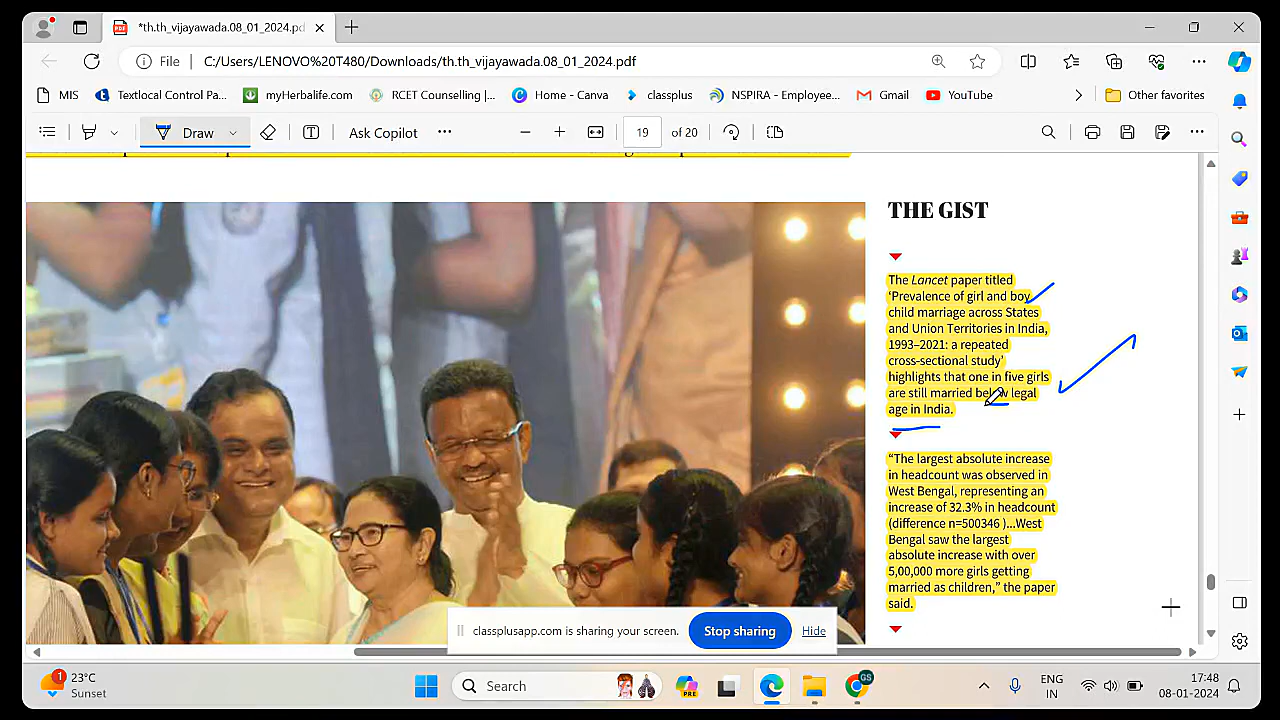 *th.th_vijayawada.08_01_2024.pd
File C:/Users/LENOVO%20T480/Downloads/th.th_vijayawada.08_01_2024.pdf
MIS Textlocal Control Pa... myHerbalife.com RCET Counselling |... Home - Canva classplus NSPIRA - Employee... Gmail YouTube Other favorites
Draw Ask Copilot 19 of 20
THE GIST
The Lancet paper titled
‘Prevalence of girl and boy
child marriage across States
and Union Territories in India,
1993–2021: a repeated
cross-sectional study’
highlights that one in five girls
are still married below legal
age in India.
“The largest absolute increase
in headcount was observed in
West Bengal, representing an
increase of 32.3% in headcount
(difference n=500346 )...West
Bengal saw the largest
absolute increase with over
5,00,000 more girls getting
married as children,” the paper
said.
classplusapp.com is sharing your screen. Stop sharing Hide
1 23°C
Sunset
Search
PRE
GS
ENG
IN
17:48
08-01-2024